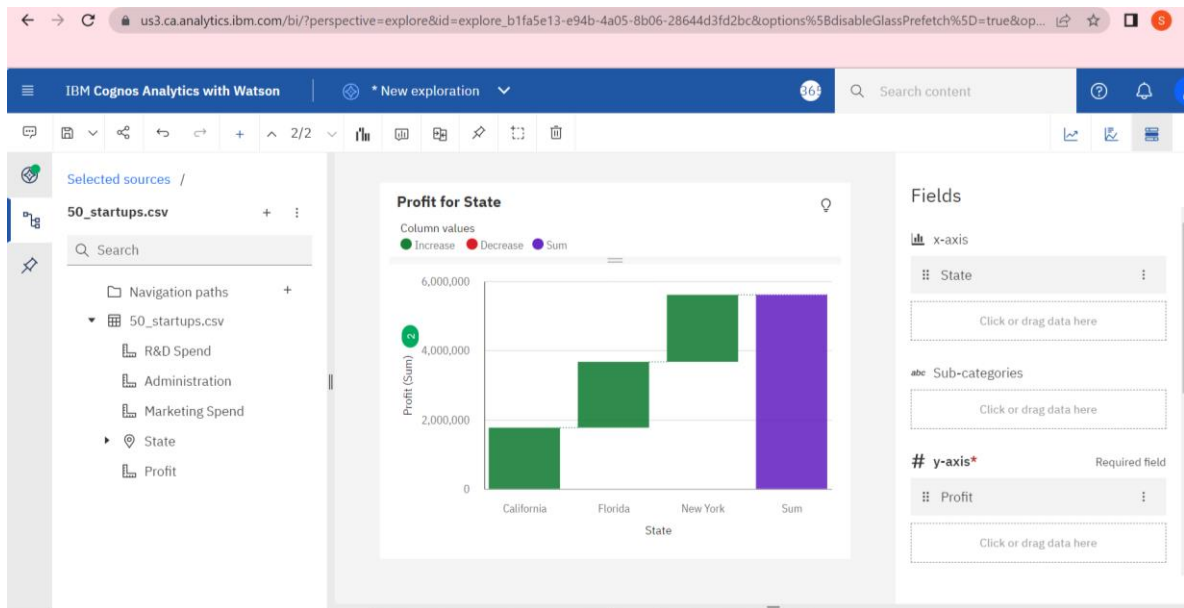 us3.ca.analytics.ibm.com/bi/?perspective=explore&id=explore_b1fa5e13-e94b-4a05-8b06-28644d3fd2bc&options%5BdisableGlassPrefetch%5D=true&op...
S
IBM Cognos Analytics with Watson
* New exploration
Search content
2/2
Selected sources /
50_startups.csv
Search
Navigation paths
50_startups.csv
R&D Spend
Administration
Marketing Spend
State
Profit
Profit for State
Column values
Increase
Decrease
Sum
6,000,000
4,000,000
2,000,000
0
Profit (Sum)
2
California
Florida
New York
Sum
State
Fields
x-axis
State
Click or drag data here
abc Sub-categories
Click or drag data here
# y-axis*
Required field
Profit
Click or drag data here